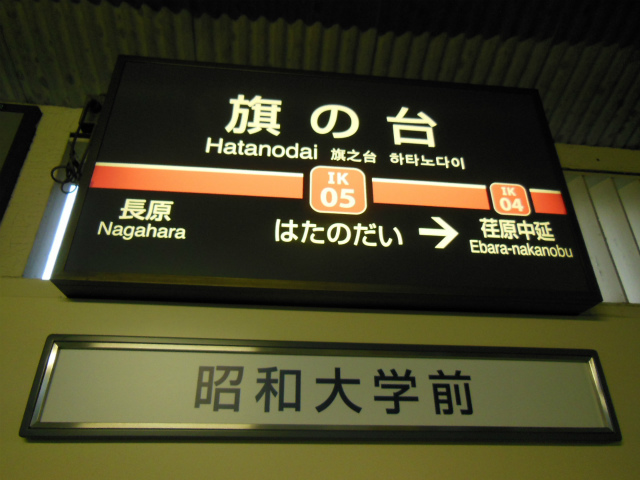 旗の台
Hatanodai 旗之台 하타노다이
IK 05
IK 04
長原
Nagahara
はたのだい →
荏原中延
Ebara-nakanobu
昭和大学前